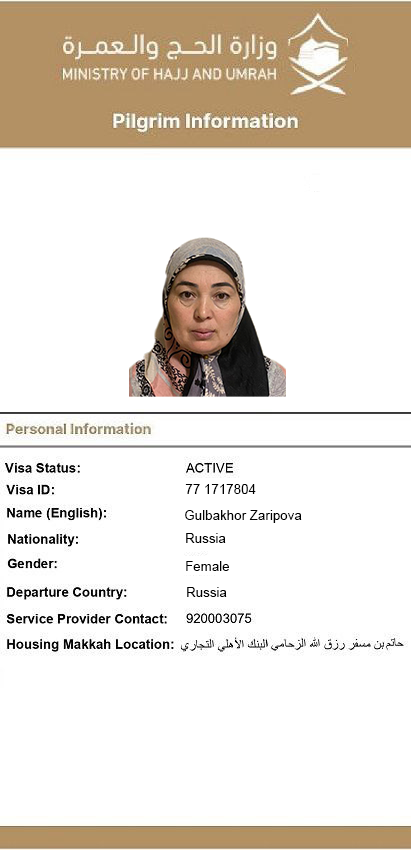 وزارة الحـج والـعمـرة
MINISTRY OF HAJJ AND UMRAH
Pilgrim Information
Personal Information
Visa Status: ACTIVE
Visa ID: 77 1717804
Name (English): Gulbakhor Zaripova
Nationality: Russia
Gender: Female
Departure Country: Russia
Service Provider Contact: 920003075
Housing Makkah Location: حاتم بن مسفر رزق الله الزحامي البنك الأهلي التجاري